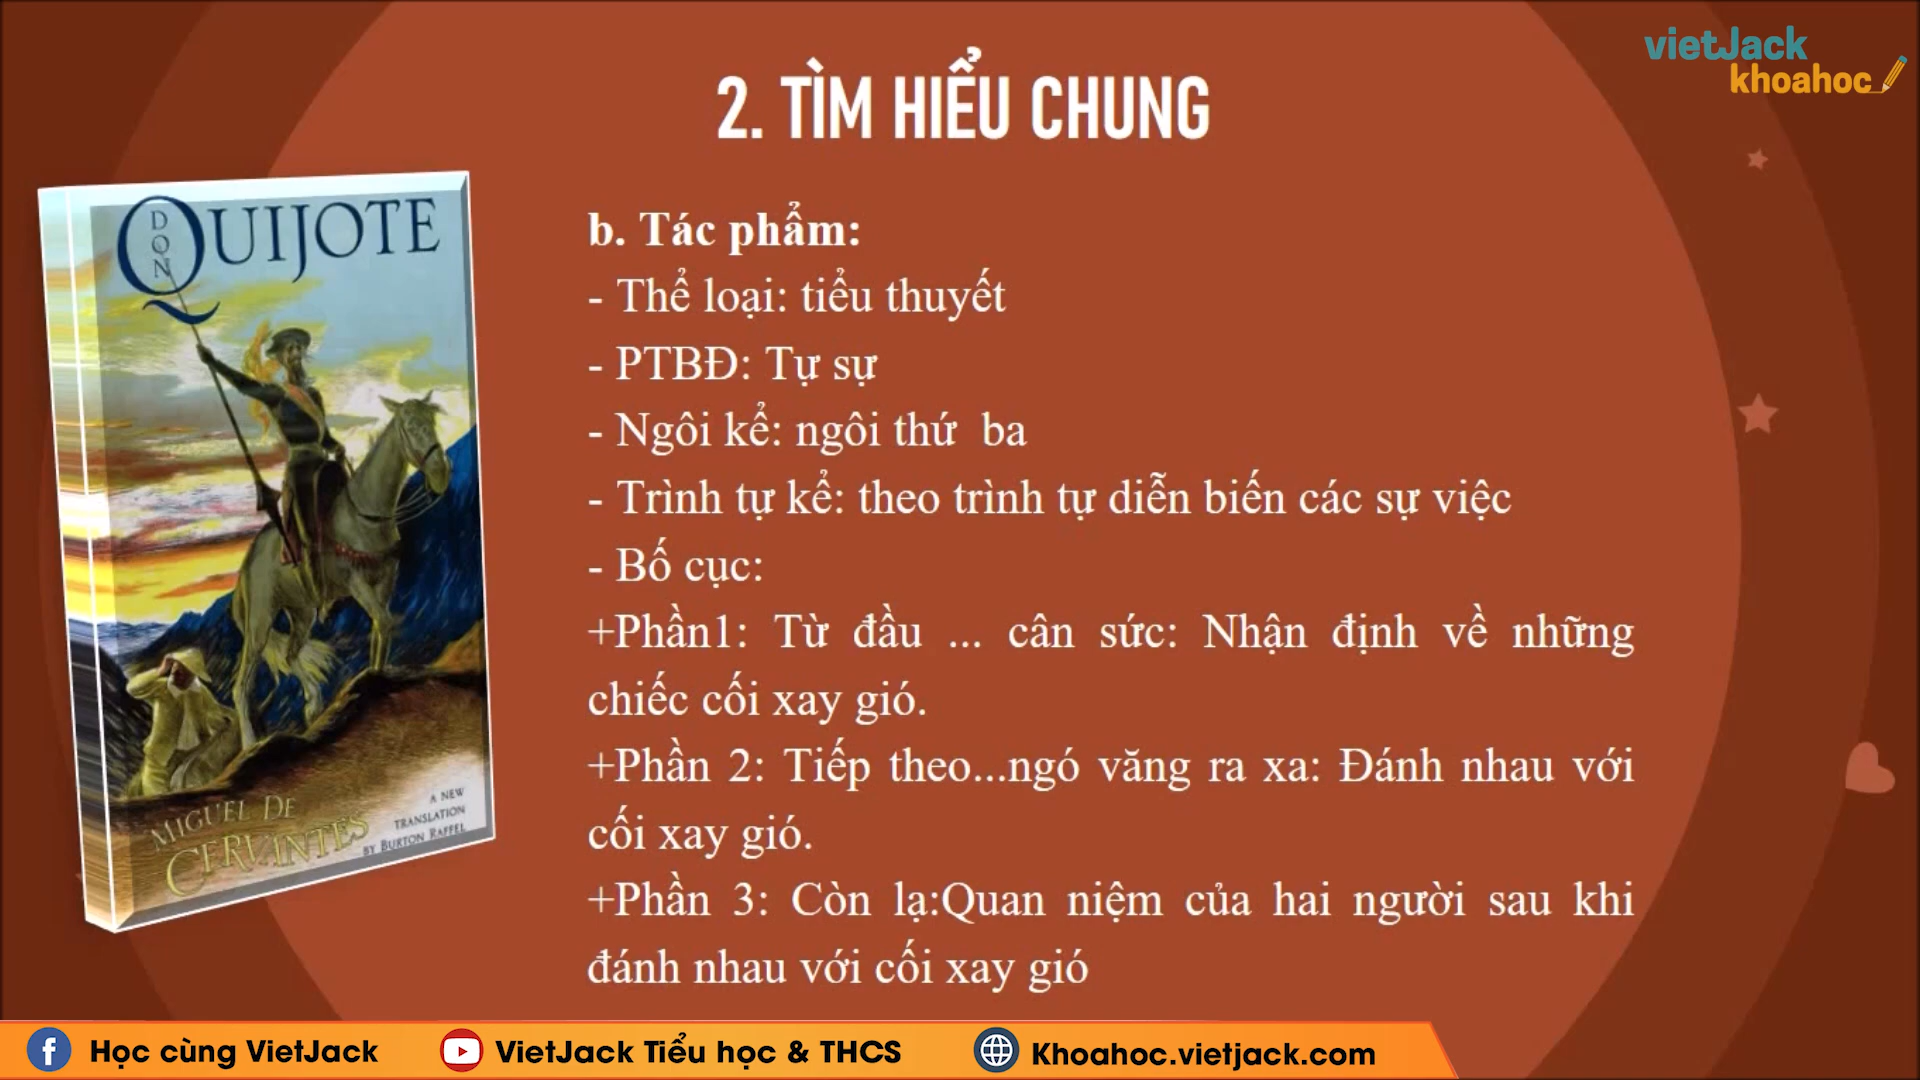 vietJack
khoahoc
2. TÌM HIỂU CHUNG
DON
QUIJOTE
MIGUEL DE
CERVANTES
A NEW
TRANSLATION
BY BURTON RAFFEL
b. Tác phẩm:
- Thể loại: tiểu thuyết
- PTBĐ: Tự sự
- Ngôi kể: ngôi thứ ba
- Trình tự kể: theo trình tự diễn biến các sự việc
- Bố cục:
+Phần1: Từ đầu ... cân sức: Nhận định về những
chiếc cối xay gió.
+Phần 2: Tiếp theo...ngó văng ra xa: Đánh nhau với
cối xay gió.
+Phần 3: Còn lạ:Quan niệm của hai người sau khi
đánh nhau với cối xay gió
Học cùng VietJack
VietJack Tiểu học & THCS
Khoahoc.vietjack.com